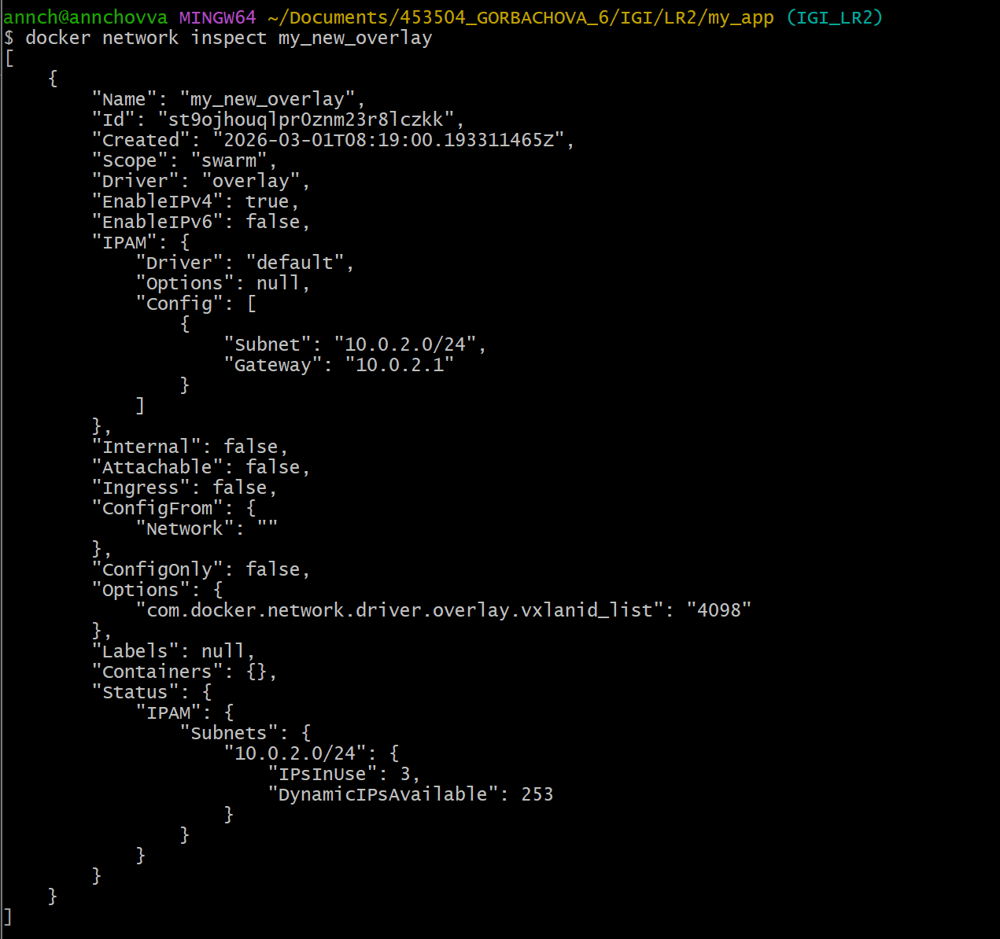 annch@annchovva MINGW64 ~/Documents/453504_GORBACHOVA_6/IGI/LR2/my_app (IGI_LR2)
$ docker network inspect my_new_overlay
[
    {
        "Name": "my_new_overlay",
        "Id": "st9ojhouqlpr0znm23r8lczkk",
        "Created": "2026-03-01T08:19:00.193311465Z",
        "Scope": "swarm",
        "Driver": "overlay",
        "EnableIPv4": true,
        "EnableIPv6": false,
        "IPAM": {
            "Driver": "default",
            "Options": null,
            "Config": [
                {
                    "Subnet": "10.0.2.0/24",
                    "Gateway": "10.0.2.1"
                }
            ]
        },
        "Internal": false,
        "Attachable": false,
        "Ingress": false,
        "ConfigFrom": {
            "Network": ""
        },
        "ConfigOnly": false,
        "Options": {
            "com.docker.network.driver.overlay.vxlanid_list": "4098"
        },
        "Labels": null,
        "Containers": {},
        "Status": {
            "IPAM": {
                "Subnets": {
                    "10.0.2.0/24": {
                        "IPsInUse": 3,
                        "DynamicIPsAvailable": 253
                    }
                }
            }
        }
    }
]